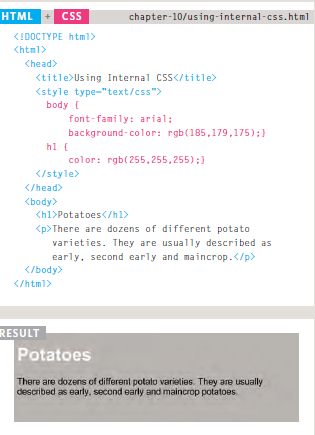 HTML + CSS chapter-10/using-internal-css.html
<!DOCTYPE html>
<html>
<head>
<title>Using Internal CSS</title>
<style type="text/css">
body {
font-family: arial;
background-color: rgb(185,179,175);}
h1 {
color: rgb(255,255,255);}
</style>
</head>
<body>
<h1>Potatoes</h1>
<p>There are dozens of different potato
varieties. They are usually described as
early, second early and maincrop.</p>
</body>
</html>
RESULT
Potatoes
There are dozens of different potato varieties. They are usually
described as early, second early and maincrop potatoes.